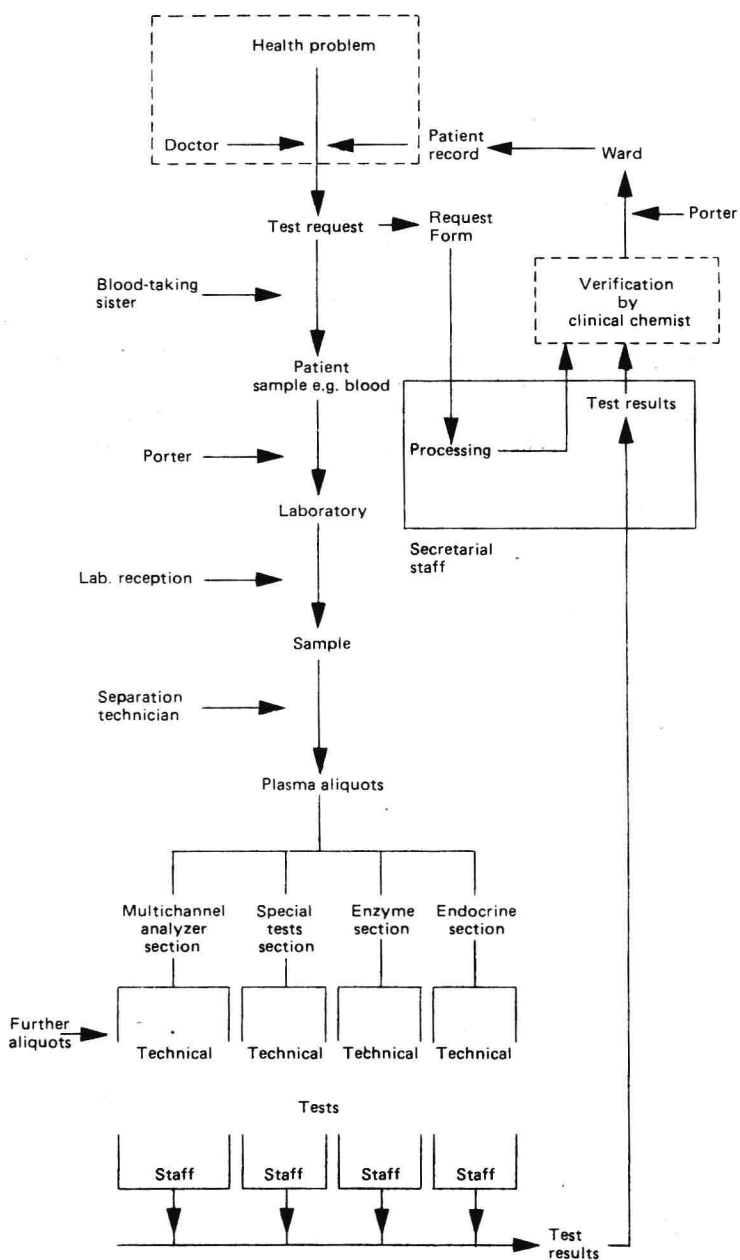 Health problem
Doctor
Patient
record
Ward
Porter
Test request
Request
Form
Blood-taking
sister
Verification
by
clinical chemist
Patient
sample e.g. blood
Test results
Porter
Processing
Laboratory
Secretarial
staff
Lab. reception
Sample
Separation
technician
Plasma aliquots
Multichannel
analyzer
section
Special
tests
section
Enzyme
section
Endocrine
section
Further
aliquots
Technical
Technical
Technical
Technical
Tests
Staff
Staff
Staff
Staff
Test
results